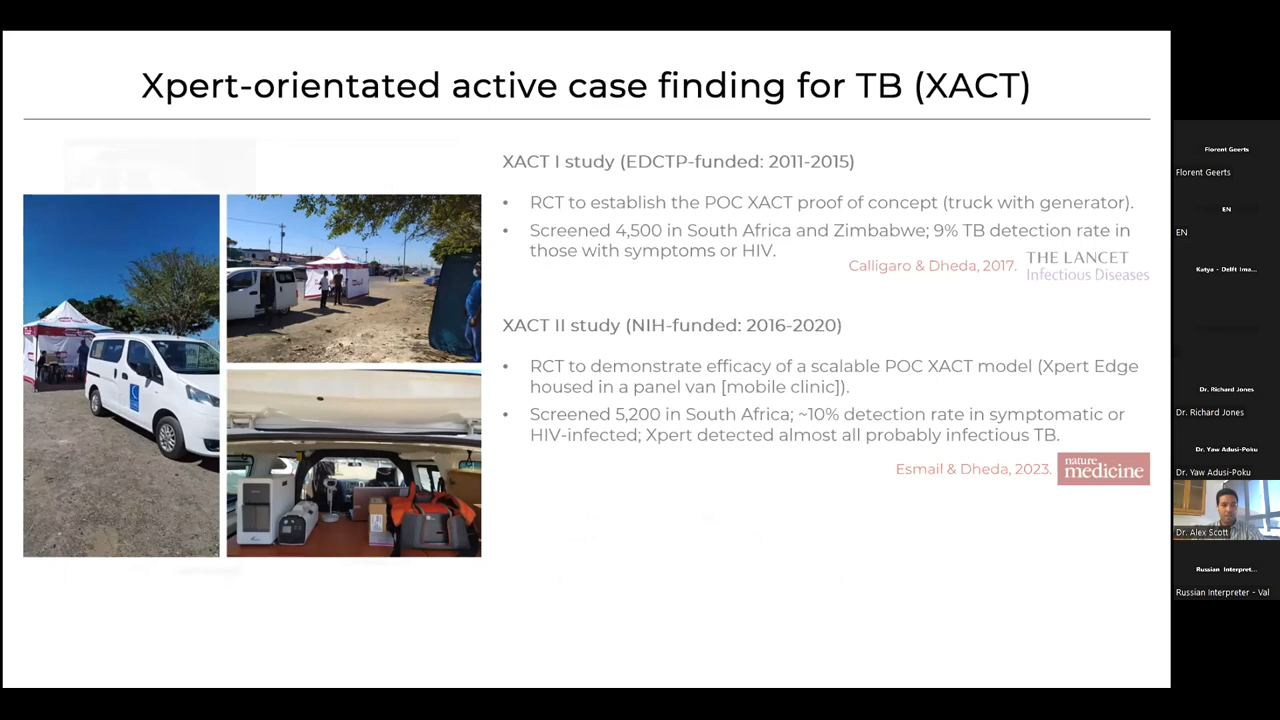 Xpert-orientated active case finding for TB (XACT)
XACT I study (EDCTP-funded: 2011-2015)
• RCT to establish the POC XACT proof of concept (truck with generator).
• Screened 4,500 in South Africa and Zimbabwe; 9% TB detection rate in
those with symptoms or HIV.
Calligaro & Dheda, 2017.
THE LANCET
Infectious Diseases
XACT II study (NIH-funded: 2016-2020)
• RCT to demonstrate efficacy of a scalable POC XACT model (Xpert Edge
housed in a panel van [mobile clinic]).
• Screened 5,200 in South Africa; ~10% detection rate in symptomatic or
HIV-infected; Xpert detected almost all probably infectious TB.
Esmail & Dheda, 2023.
nature
medicine
Florent Geerts
Florent Geerts
EN
EN
Katya - Delft Ima...
Dr. Richard Jones
Dr. Richard Jones
Dr. Yaw Adusi-Poku
Dr. Yaw Adusi-Poku
Dr. Alex Scott
Russian Interpret...
Russian Interpreter - Val